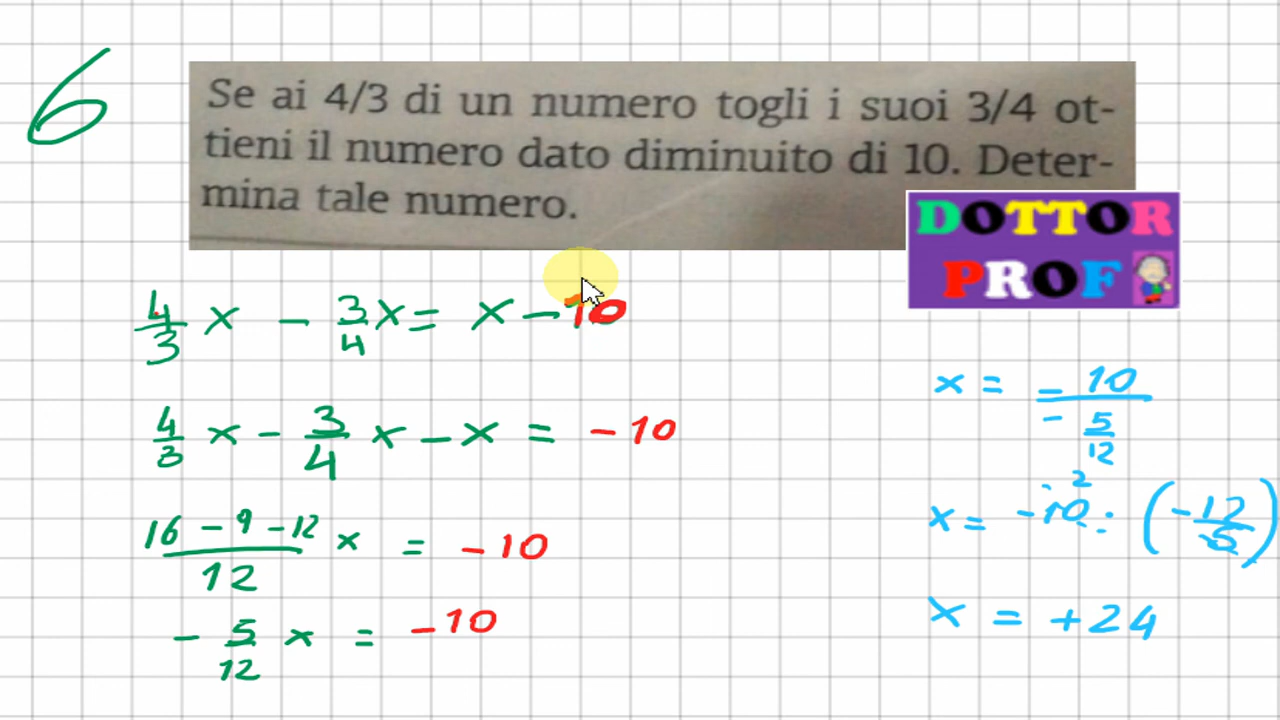 6
Se ai 4/3 di un numero togli i suoi 3/4 ot-
tieni il numero dato diminuito di 10. Deter-
mina tale numero.
DOTTOR
PROF
4/3 x - 3/4 x = x - 10
4/3 x - 3/4 x - x = -10
16 - 9 - 12 / 12 x = -10
- 5/12 x = -10
x = -10 / - 5/12
x = -10 2 · (-12/5)
x = +24